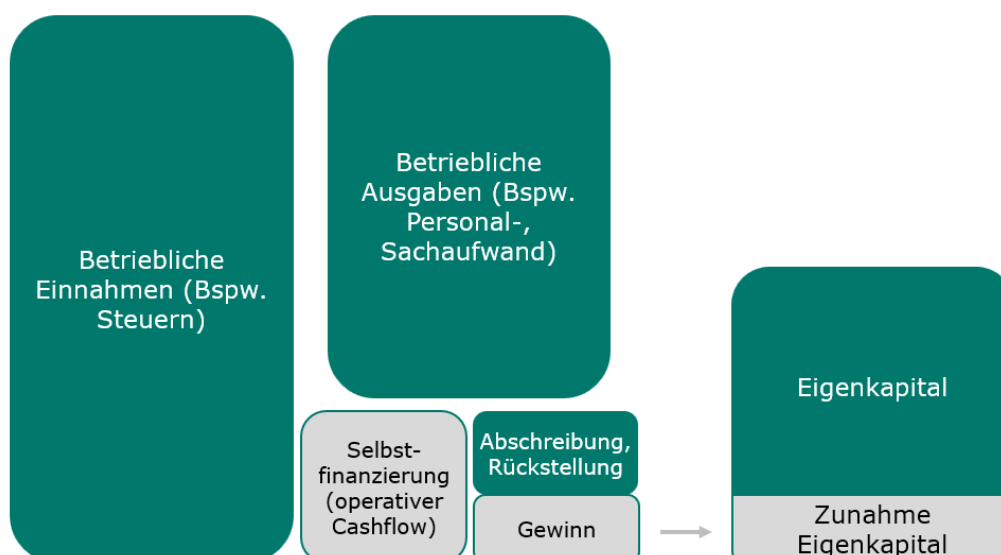 Betriebliche
Einnahmen (Bspw.
Steuern)
Betriebliche
Ausgaben (Bspw.
Personal-,
Sachaufwand)
Selbst-
finanzierung
(operativer
Cashflow)
Abschreibung,
Rückstellung
Gewinn
Eigenkapital
Zunahme
Eigenkapital